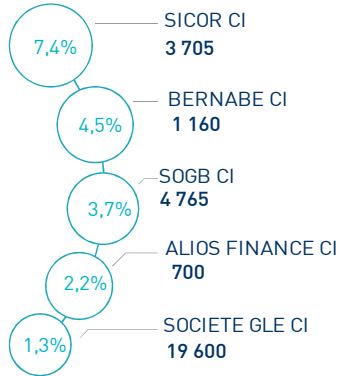 SICOR CI
7,4%
3 705
BERNABE CI
4,5%
1 160
SOGB CI
3,7%
4 765
ALIOS FINANCE CI
2,2%
700
SOCIETE GLE CI
1,3%
19 600